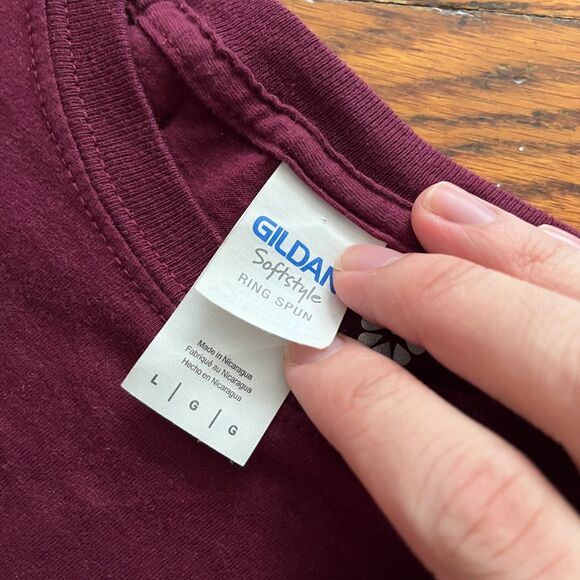 GILDAN
Softstyle
RING SPUN
Made in Nicaragua
Fabriqué au Nicaragua
Hecho en Nicaragua
L | G | G